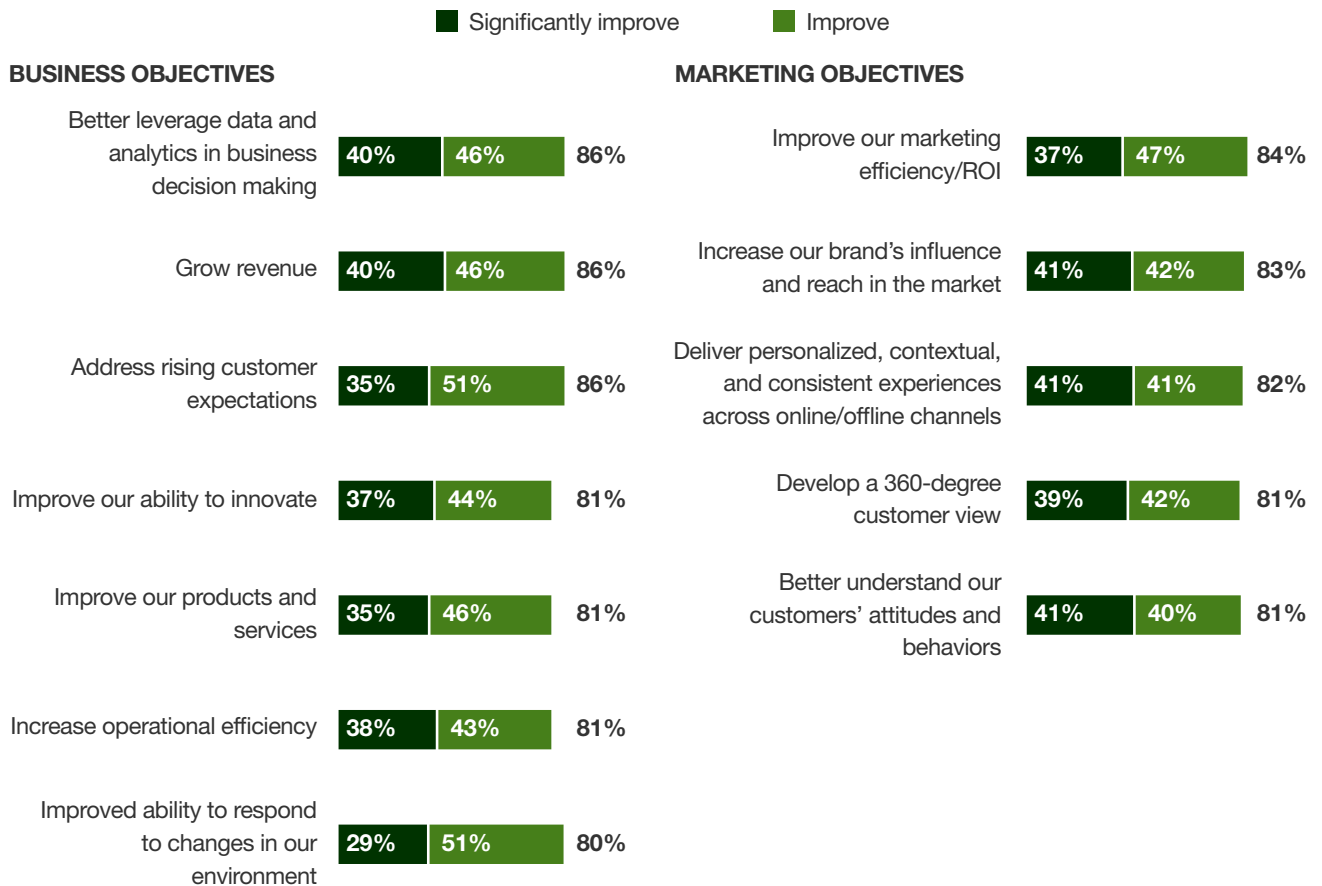 Significantly improve
Improve
BUSINESS OBJECTIVES
Better leverage data and
analytics in business
decision making
40% 46% 86%
Grow revenue
40% 46% 86%
Address rising customer
expectations
35% 51% 86%
Improve our ability to innovate
37% 44% 81%
Improve our products and
services
35% 46% 81%
Increase operational efficiency
38% 43% 81%
Improved ability to respond
to changes in our
environment
29% 51% 80%
MARKETING OBJECTIVES
Improve our marketing
efficiency/ROI
37% 47% 84%
Increase our brand’s influence
and reach in the market
41% 42% 83%
Deliver personalized, contextual,
and consistent experiences
across online/offline channels
41% 41% 82%
Develop a 360-degree
customer view
39% 42% 81%
Better understand our
customers’ attitudes and
behaviors
41% 40% 81%